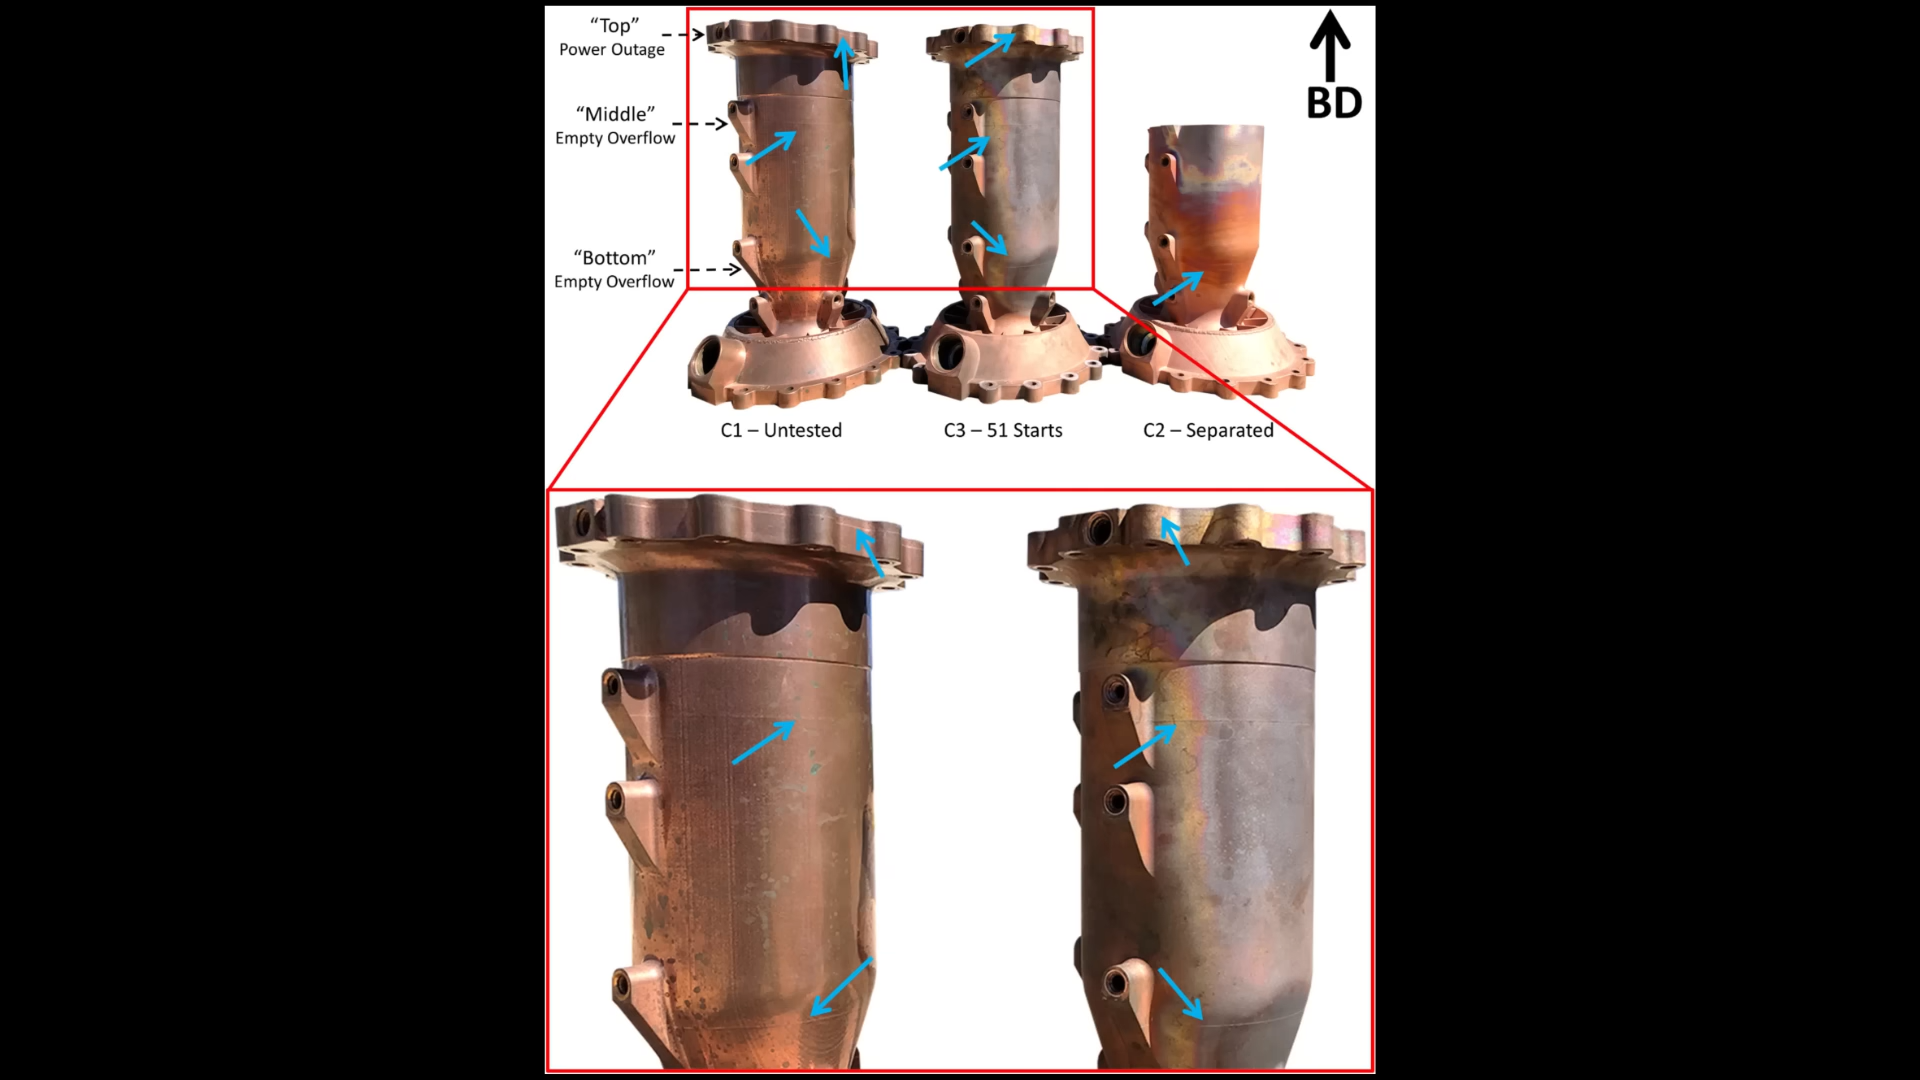 “Top”
Power Outage
“Middle”
Empty Overflow
“Bottom”
Empty Overflow
BD
C1 – Untested
C3 – 51 Starts
C2 – Separated